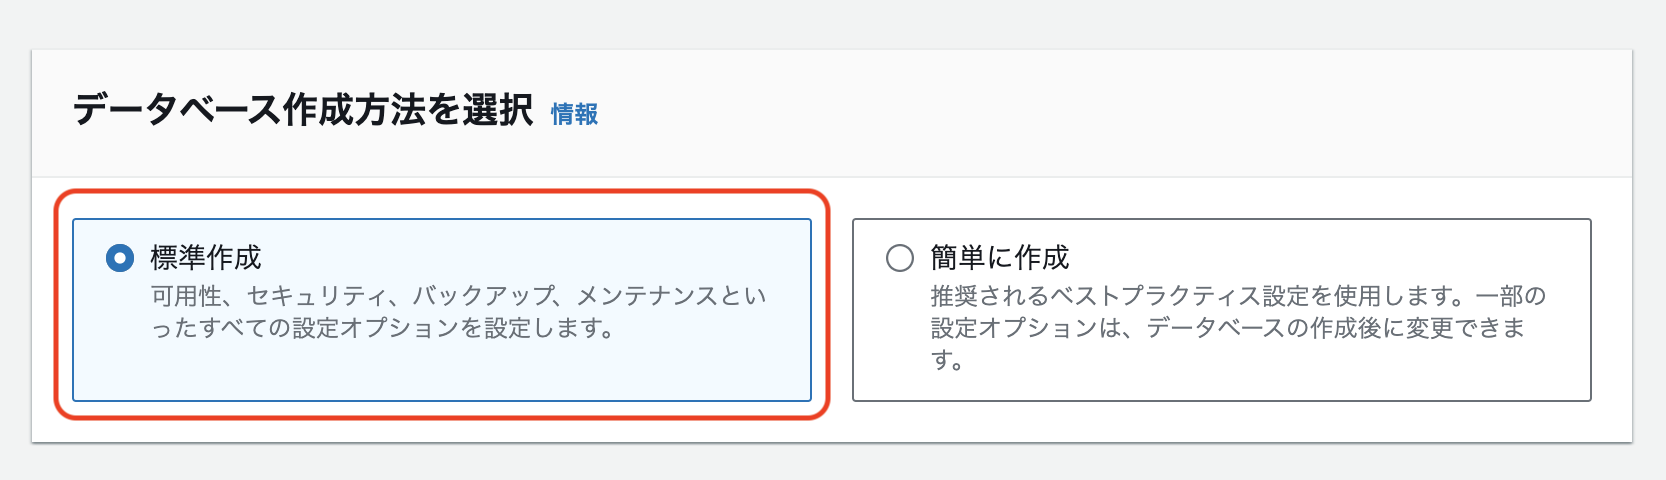 データベース作成方法を選択 情報
標準作成
可用性、セキュリティ、バックアップ、メンテナンスとい
ったすべての設定オプションを設定します。
簡単に作成
推奨されるベストプラクティス設定を使用します。一部の
設定オプションは、データベースの作成後に変更できま
す。